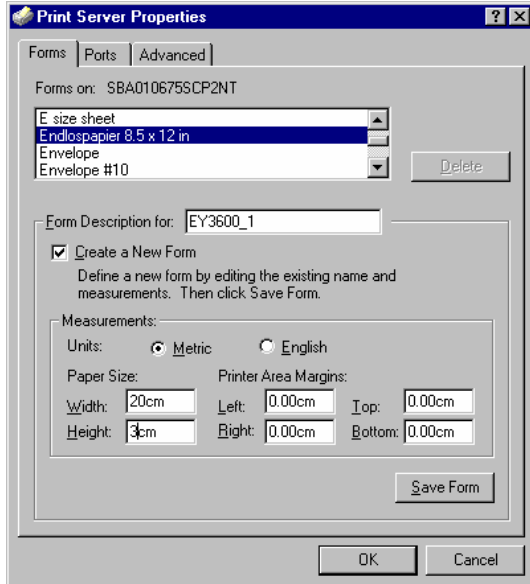 Print Server Properties
Forms Ports Advanced
Forms on: SBA010675SCP2NT
E size sheet
Endlospapier 8.5 x 12 in
Envelope
Envelope #10
Delete
Form Description for: EY3600_1
Create a New Form
Define a new form by editing the existing name and
measurements. Then click Save Form.
Measurements:
Units: Metric English
Paper Size: Printer Area Margins:
Width: 20cm Left: 0.00cm Top: 0.00cm
Height: 3cm Right: 0.00cm Bottom: 0.00cm
Save Form
OK Cancel